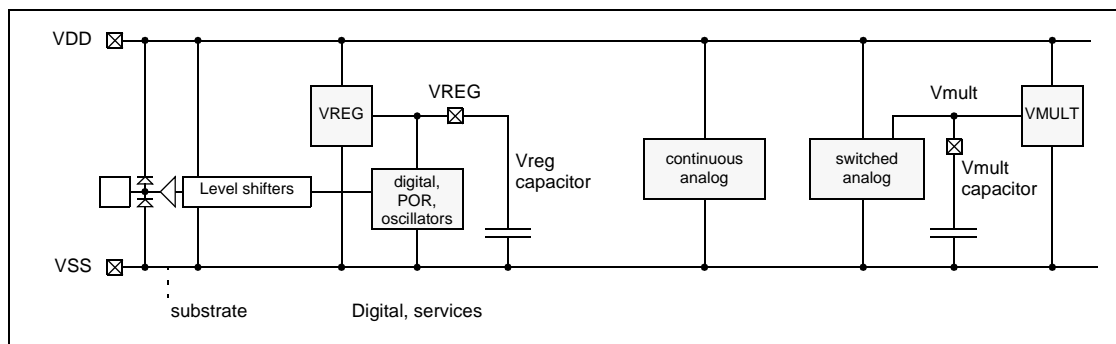 VDD
VREG
VREG
Vmult
VMULT
Vreg
capacitor
continuous
analog
switched
analog
Vmult
capacitor
Level shifters
digital,
POR,
oscillators
VSS
substrate
Digital, services